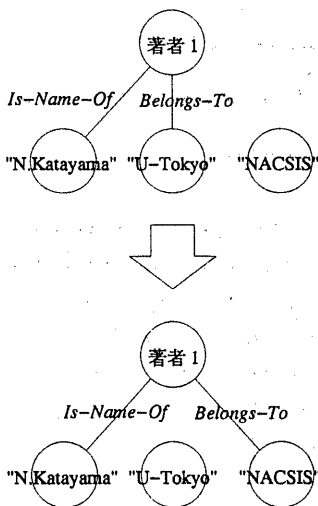 著者 1
Is-Name-Of Belongs-To
"N.Katayama" "U-Tokyo" "NACSIS"
著者 1
Is-Name-Of Belongs-To
"N.Katayama" "U-Tokyo" "NACSIS"